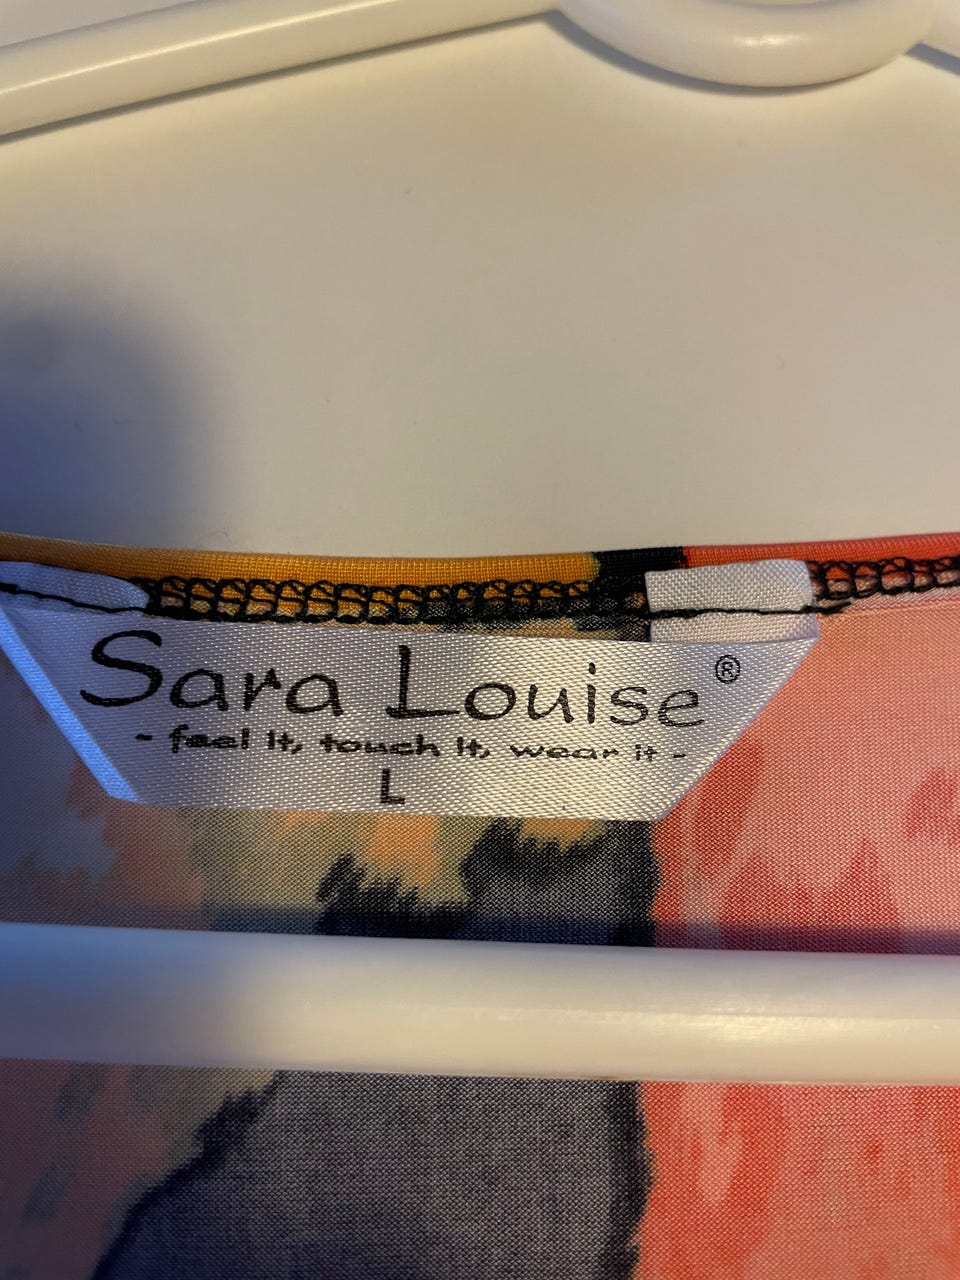 Sara Louise®
- feel it, touch it, wear it -
L